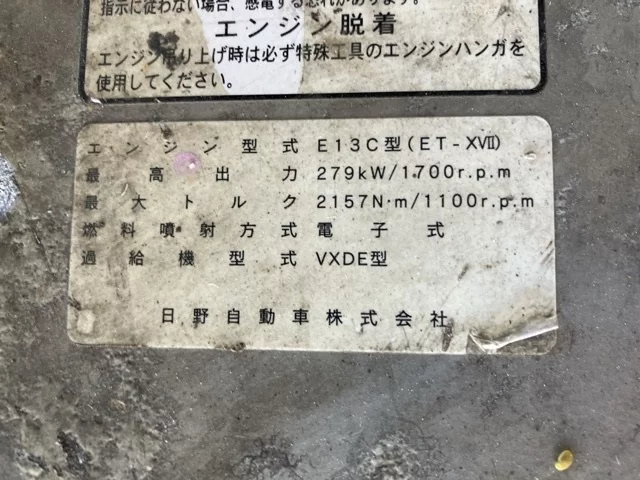 指示に従わない場合、感電する恐れがあります。
エンジン脱着
エンジン吊り上げ時は必ず特殊工具のエンジンハンガを
使用してください。
エンジン型式 E13C型(ET-XVII)
最高出力 279kW/1700r.p.m
最大トルク 2157N·m/1100r.p.m
燃料噴射方式 電子式
過給機型式 VXDE型
日野自動車株式会社